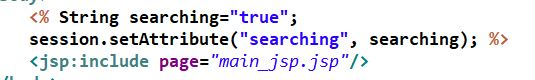 <% String searching="true";
session.setAttribute("searching", searching); %>
<jsp:include page="main_jsp.jsp"/>